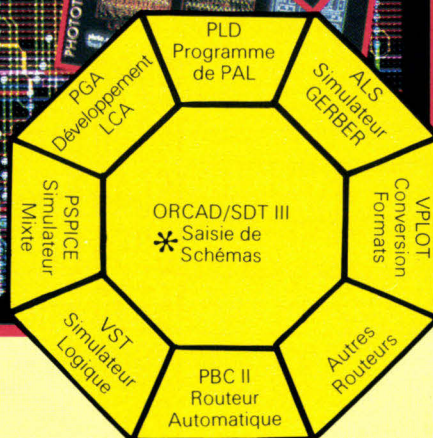 PHOTOT
PLD
Programme
de PAL
ALS
Simulateur
GERBER
VPLOT
Conversion
Formats
Autres
Routeurs
PBC II
Routeur
Automatique
VST
Simulateur
Logique
PSPICE
Simulateur
Mixte
PGA
Développement
LCA
ORCAD/SDT III
* Saisie de
Schémas